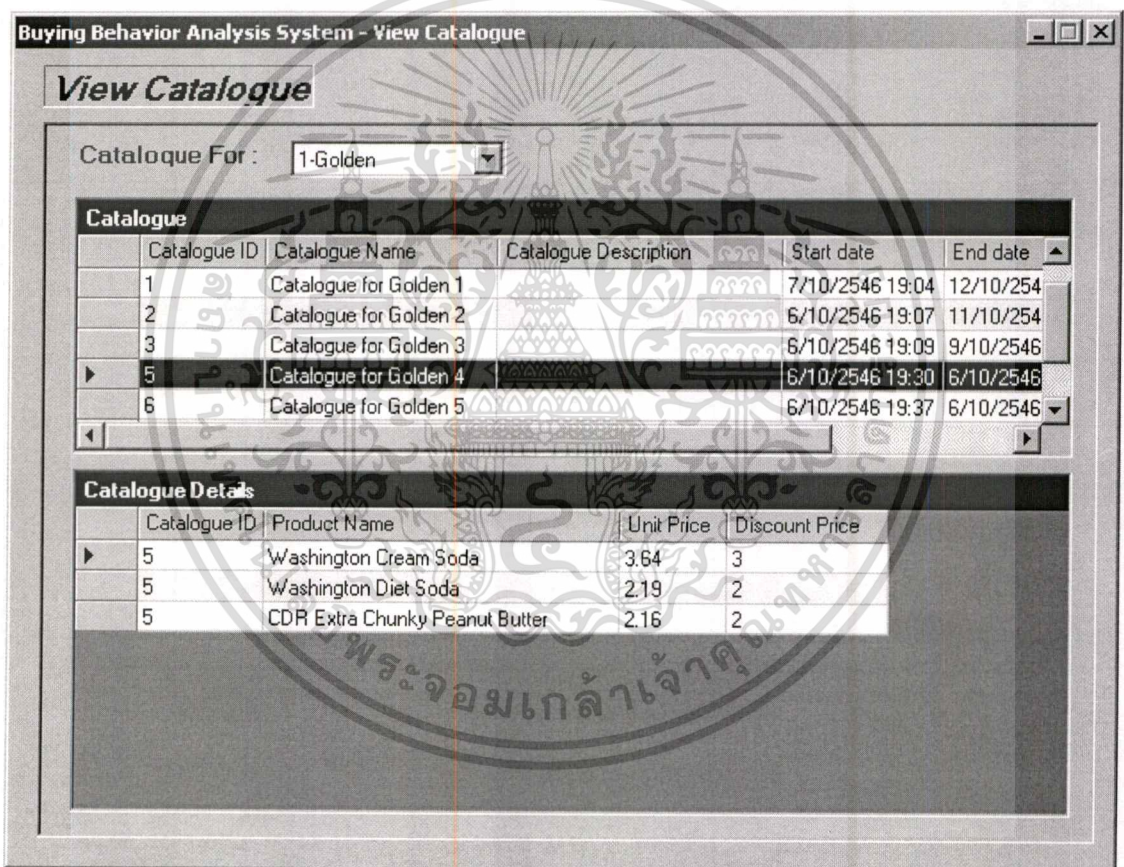 Buying Behavior Analysis System - View Catalogue
View Catalogue
Catalogue For :
1-Golden
Catalogue
Catalogue ID Catalogue Name Catalogue Description Start date End date
1 Catalogue for Golden 1 7/10/2546 19:04 12/10/254
2 Catalogue for Golden 2 6/10/2546 19:07 11/10/254
3 Catalogue for Golden 3 6/10/2546 19:09 9/10/2546
5 Catalogue for Golden 4 6/10/2546 19:30 6/10/2546
6 Catalogue for Golden 5 6/10/2546 19:37 6/10/2546
Catalogue Details
Catalogue ID Product Name Unit Price Discount Price
5 Washington Cream Soda 3.64 3
5 Washington Diet Soda 2.19 2
5 CDR Extra Chunky Peanut Butter 2.16 2